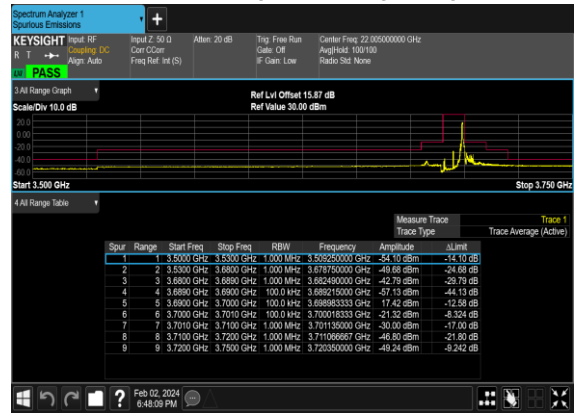 Spectrum Analyzer 1
Spurious Emissions
+
KEYSIGHT Input: RF Input Z: 50 Ω Atten: 20 dB Trig: Free Run Center Freq: 22.005000000 GHz
R T Coupling: DC Corr CCorr Gate: Off Avg|Hold: 100/100
Align: Auto Freq Ref: Int (S) IF Gain: Low Radio Std: None
PASS
3 All Range Graph
Ref Lvl Offset 15.87 dB
Scale/Div 10.0 dB Ref Value 30.00 dBm
20.0
0.00
-20.0
-40.0
-60.0
Start 3.500 GHz Stop 3.750 GHz
4 All Range Table
Measure Trace Trace 1
Trace Type Trace Average (Active)
Spur Range Start Freq Stop Freq RBW Frequency Amplitude ΔLimit
1 1 3.5000 GHz 3.5300 GHz 1.000 MHz 3.509250000 GHz -54.10 dBm -14.10 dB
2 2 3.5300 GHz 3.6800 GHz 1.000 MHz 3.678750000 GHz -49.68 dBm -24.68 dB
3 3 3.6800 GHz 3.6890 GHz 1.000 MHz 3.682490000 GHz -42.79 dBm -29.79 dB
4 4 3.6890 GHz 3.6900 GHz 100.0 kHz 3.689215000 GHz -57.13 dBm -44.13 dB
5 5 3.6900 GHz 3.7000 GHz 100.0 kHz 3.698983333 GHz 17.42 dBm -12.58 dB
6 6 3.7000 GHz 3.7010 GHz 100.0 kHz 3.700018333 GHz -21.32 dBm -8.324 dB
7 7 3.7010 GHz 3.7100 GHz 1.000 MHz 3.701135000 GHz -30.00 dBm -17.00 dB
8 8 3.7100 GHz 3.7200 GHz 1.000 MHz 3.711066667 GHz -46.80 dBm -21.80 dB
9 9 3.7200 GHz 3.7500 GHz 1.000 MHz 3.720350000 GHz -49.24 dBm -9.242 dB
? Feb 02, 2024
6:48:09 PM